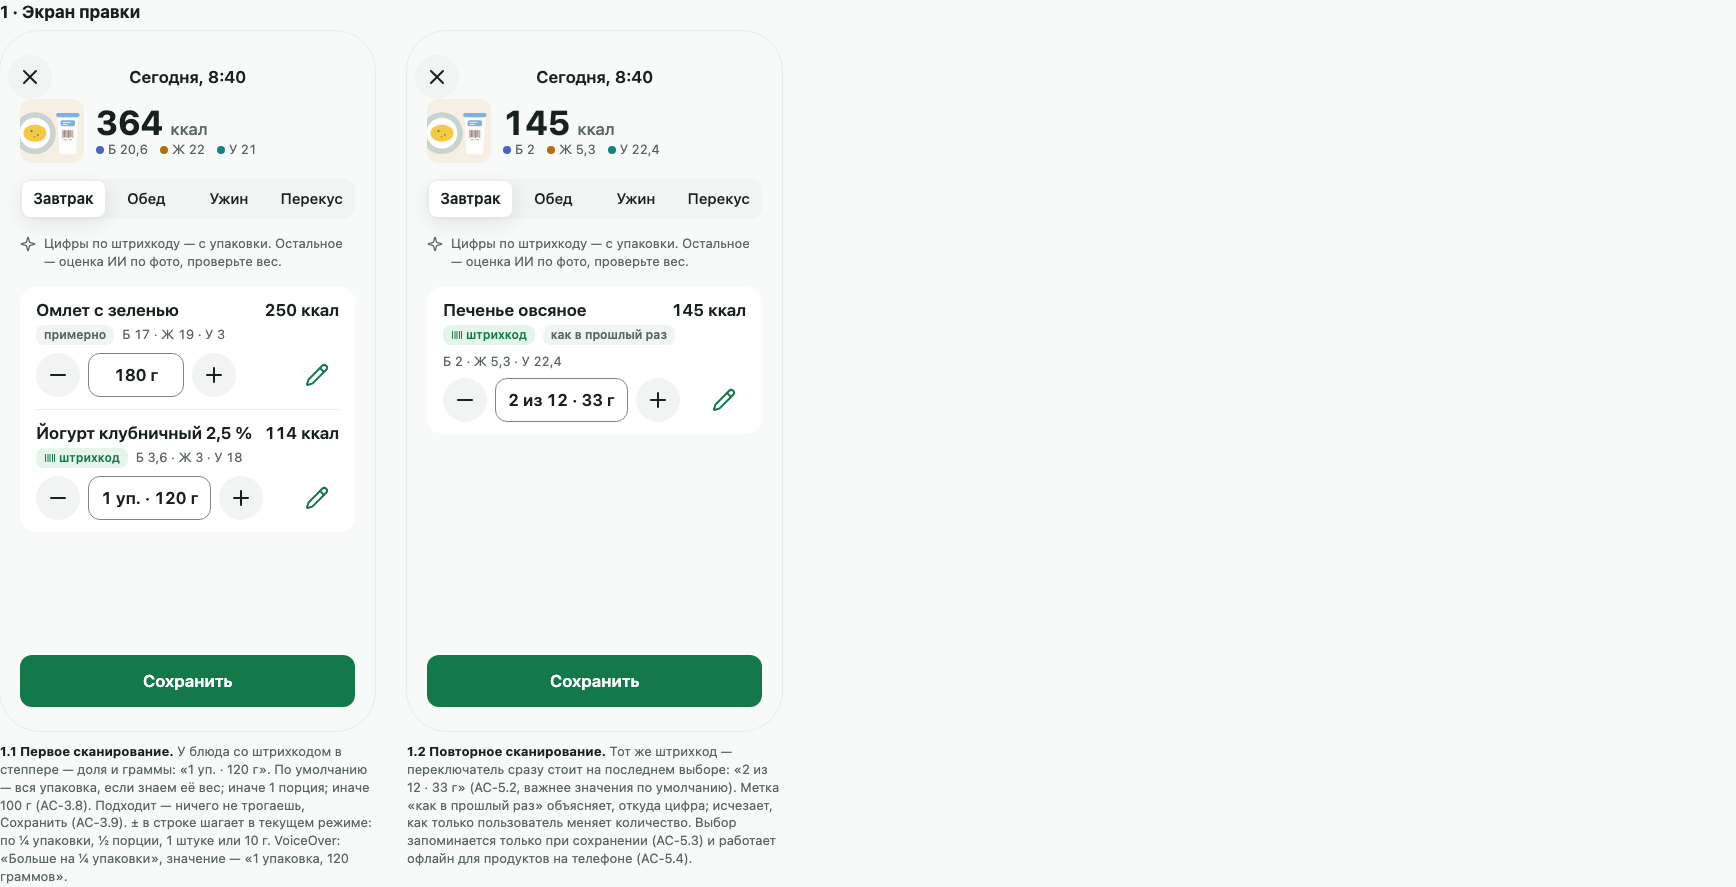 1 · Экран правки
Сегодня, 8:40
364 ккал
Б 20,6 Ж 22 У 21
Завтрак Обед Ужин Перекус
Цифры по штрихкоду — с упаковки. Остальное
— оценка ИИ по фото, проверьте вес.
Омлет с зеленью 250 ккал
примерно Б 17 · Ж 19 · У 3
− 180 г +
Йогурт клубничный 2,5 % 114 ккал
штрихкод Б 3,6 · Ж 3 · У 18
− 1 уп. · 120 г +
Сохранить
1.1 Первое сканирование. У блюда со штрихкодом в
степпере — доля и граммы: «1 уп. · 120 г». По умолчанию
— вся упаковка, если знаем её вес; иначе 1 порция; иначе
100 г (AC-3.8). Подходит — ничего не трогаешь,
Сохранить (AC-3.9). ± в строке шагает в текущем режиме:
по ¼ упаковки, ½ порции, 1 штуке или 10 г. VoiceOver:
«Больше на ¼ упаковки», значение — «1 упаковка, 120
граммов».
Сегодня, 8:40
145 ккал
Б 2 Ж 5,3 У 22,4
Завтрак Обед Ужин Перекус
Цифры по штрихкоду — с упаковки. Остальное
— оценка ИИ по фото, проверьте вес.
Печенье овсяное 145 ккал
штрихкод как в прошлый раз
Б 2 · Ж 5,3 · У 22,4
− 2 из 12 · 33 г +
Сохранить
1.2 Повторное сканирование. Тот же штрихкод —
переключатель сразу стоит на последнем выборе: «2 из
12 · 33 г» (AC-5.2, важнее значения по умолчанию). Метка
«как в прошлый раз» объясняет, откуда цифра; исчезает,
как только пользователь меняет количество. Выбор
запоминается только при сохранении (AC-5.3) и работает
офлайн для продуктов на телефоне (AC-5.4).